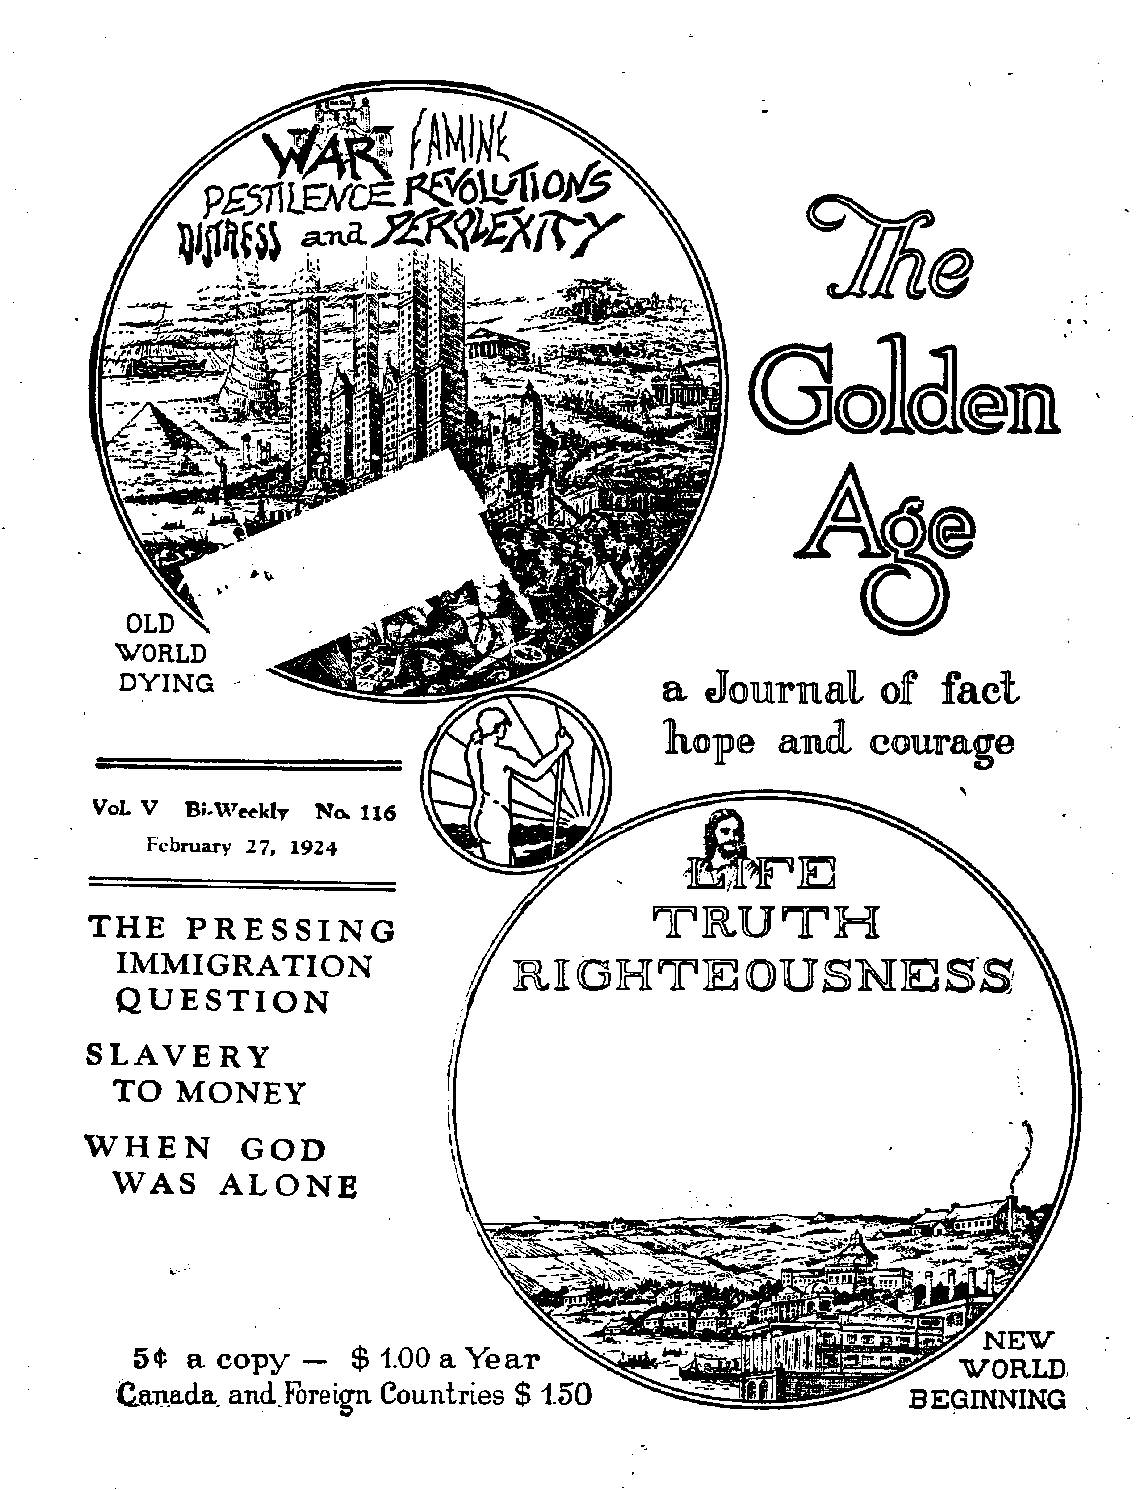 WAR FAMINE
PESTILENCE REVOLUTIONS
DISTRESS and PERPLEXITY
The
Golden
Age
OLD
WORLD
DYING
a Journal of fact
hope and courage
Vol. V Bi-Weekly No. 116
February 27, 1924
THE PRESSING
IMMIGRATION
QUESTION
SLAVERY
TO MONEY
WHEN GOD
WAS ALONE
LIFE
TRUTH
RIGHTEOUSNESS
NEW
WORLD
BEGINNING
5¢ a copy — $ 1.00 a Year
Canada and Foreign Countries $ 1.50